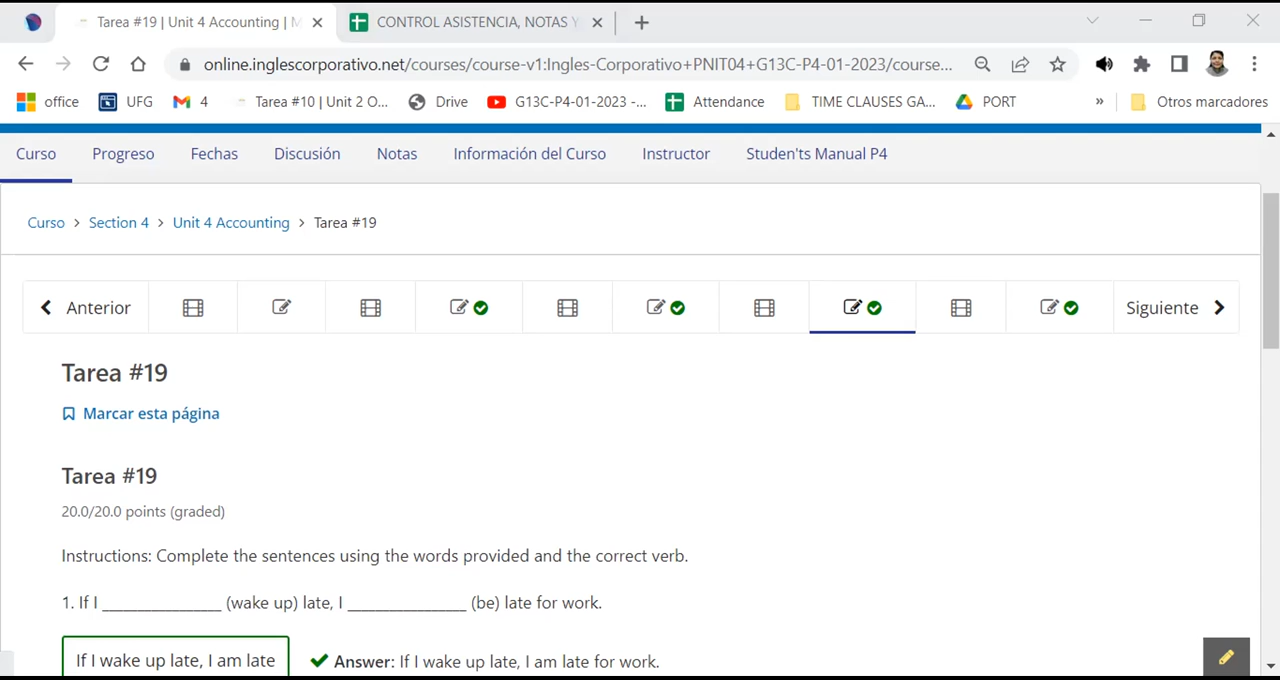 Tarea #19 | Unit 4 Accounting | M
CONTROL ASISTENCIA, NOTAS Y
online.inglescorporativo.net/courses/course-v1:Ingles-Corporativo+PNIT04+G13C-P4-01-2023/course...
office
UFG
4
Tarea #10 | Unit 2 O...
Drive
G13C-P4-01-2023 -...
Attendance
TIME CLAUSES GA...
PORT
»
Otros marcadores
Curso
Progreso
Fechas
Discusión
Notas
Información del Curso
Instructor
Studen'ts Manual P4
Curso > Section 4 > Unit 4 Accounting > Tarea #19
Anterior
Siguiente
Tarea #19
Marcar esta página
Tarea #19
20.0/20.0 points (graded)
Instructions: Complete the sentences using the words provided and the correct verb.
1. If I _______________ (wake up) late, I _______________ (be) late for work.
If I wake up late, I am late
Answer: If I wake up late, I am late for work.